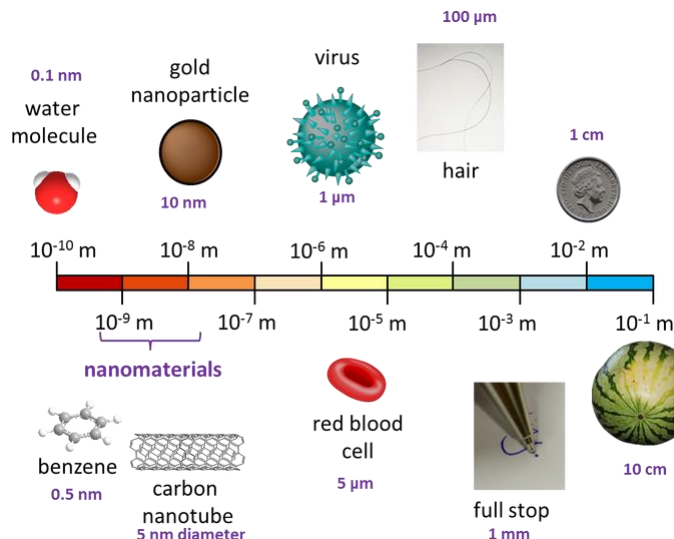 100 µm
0.1 nm
water
molecule
gold
nanoparticle
10 nm
virus
1 µm
hair
1 cm
10⁻¹⁰ m
10⁻⁸ m
10⁻⁶ m
10⁻⁴ m
10⁻² m
10⁻⁹ m
10⁻⁷ m
10⁻⁵ m
10⁻³ m
10⁻¹ m
nanomaterials
benzene
0.5 nm
carbon
nanotube
5 nm diameter
red blood
cell
5 µm
full stop
1 mm
10 cm